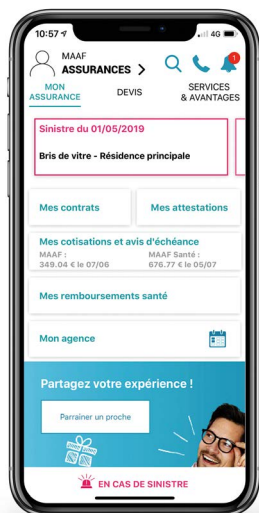 10:57
4G
MAAF
ASSURANCES >
1
MON ASSURANCE
DEVIS
SERVICES & AVANTAGES
Sinistre du 01/05/2019
Bris de vitre - Résidence principale
Mes contrats
Mes attestations
Mes cotisations et avis d'échéance
MAAF :
349.04 € le 07/06
MAAF Santé :
676.77 € le 05/07
Mes remboursements santé
Mon agence
Partagez votre expérience !
Parrainer un proche
EN CAS DE SINISTRE